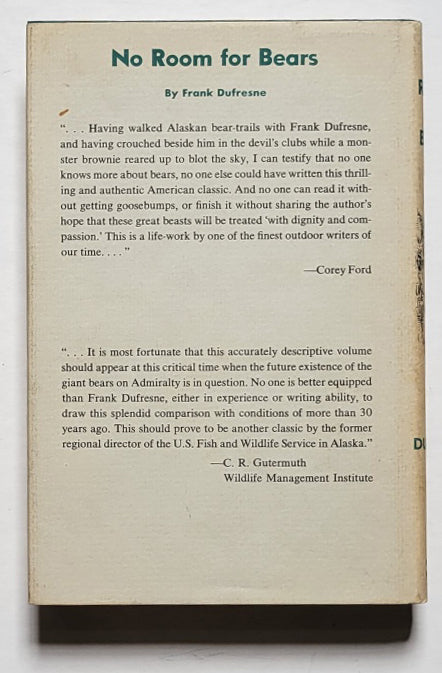 No Room for Bears
By Frank Dufresne
“. . . Having walked Alaskan bear-trails with Frank Dufresne,
and having crouched beside him in the devil's clubs while a mon-
ster brownie reared up to blot the sky, I can testify that no one
knows more about bears, no one else could have written this thrill-
ing and authentic American classic. And no one can read it with-
out getting goosebumps, or finish it without sharing the author's
hope that these great beasts will be treated ‘with dignity and com-
passion.’ This is a life-work by one of the finest outdoor writers of
our time. . . .”
—Corey Ford
“. . . It is most fortunate that this accurately descriptive volume
should appear at this critical time when the future existence of the
giant bears on Admiralty is in question. No one is better equipped
than Frank Dufresne, either in experience or writing ability, to
draw this splendid comparison with conditions of more than 30
years ago. This should prove to be another classic by the former
regional director of the U.S. Fish and Wildlife Service in Alaska.”
—C. R. Gutermuth
Wildlife Management Institute